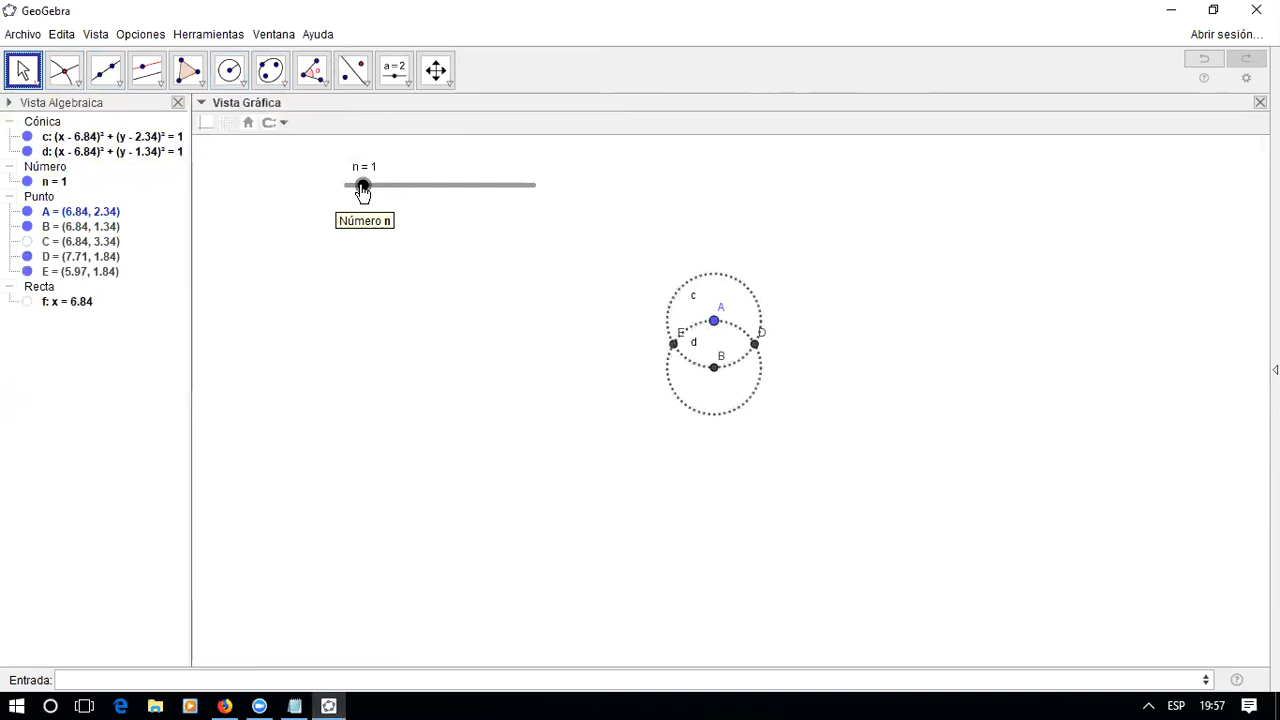 GeoGebra
Archivo Edita Vista Opciones Herramientas Ventana Ayuda
Abrir sesión...
a = 2
Vista Algebraica
Vista Gráfica
Cónica
c: (x - 6.84)² + (y - 2.34)² = 1
d: (x - 6.84)² + (y - 1.34)² = 1
Número
n = 1
Punto
A = (6.84, 2.34)
B = (6.84, 1.34)
C = (6.84, 3.34)
D = (7.71, 1.84)
E = (5.97, 1.84)
Recta
f: x = 6.84
n = 1
Número n
c
A
E
D
d
B
Entrada:
ESP 19:57